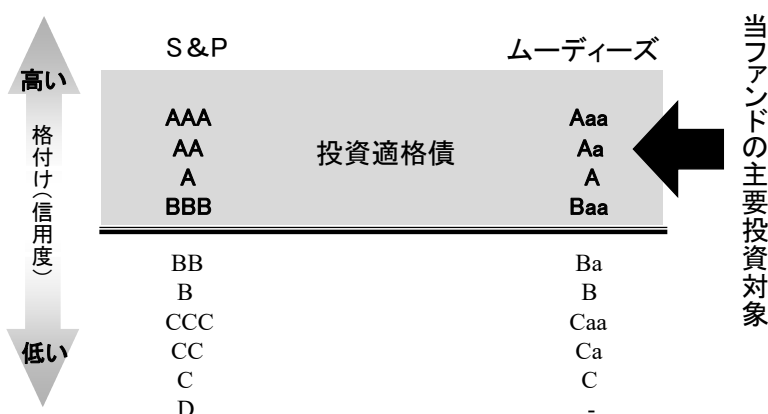 S&P ムーディーズ
高い
格付け(信用度)
低い
AAA Aaa
AA 投資適格債 Aa
A A
BBB Baa
BB Ba
B B
CCC Caa
CC Ca
C C
D -
当ファンドの主要投資対象